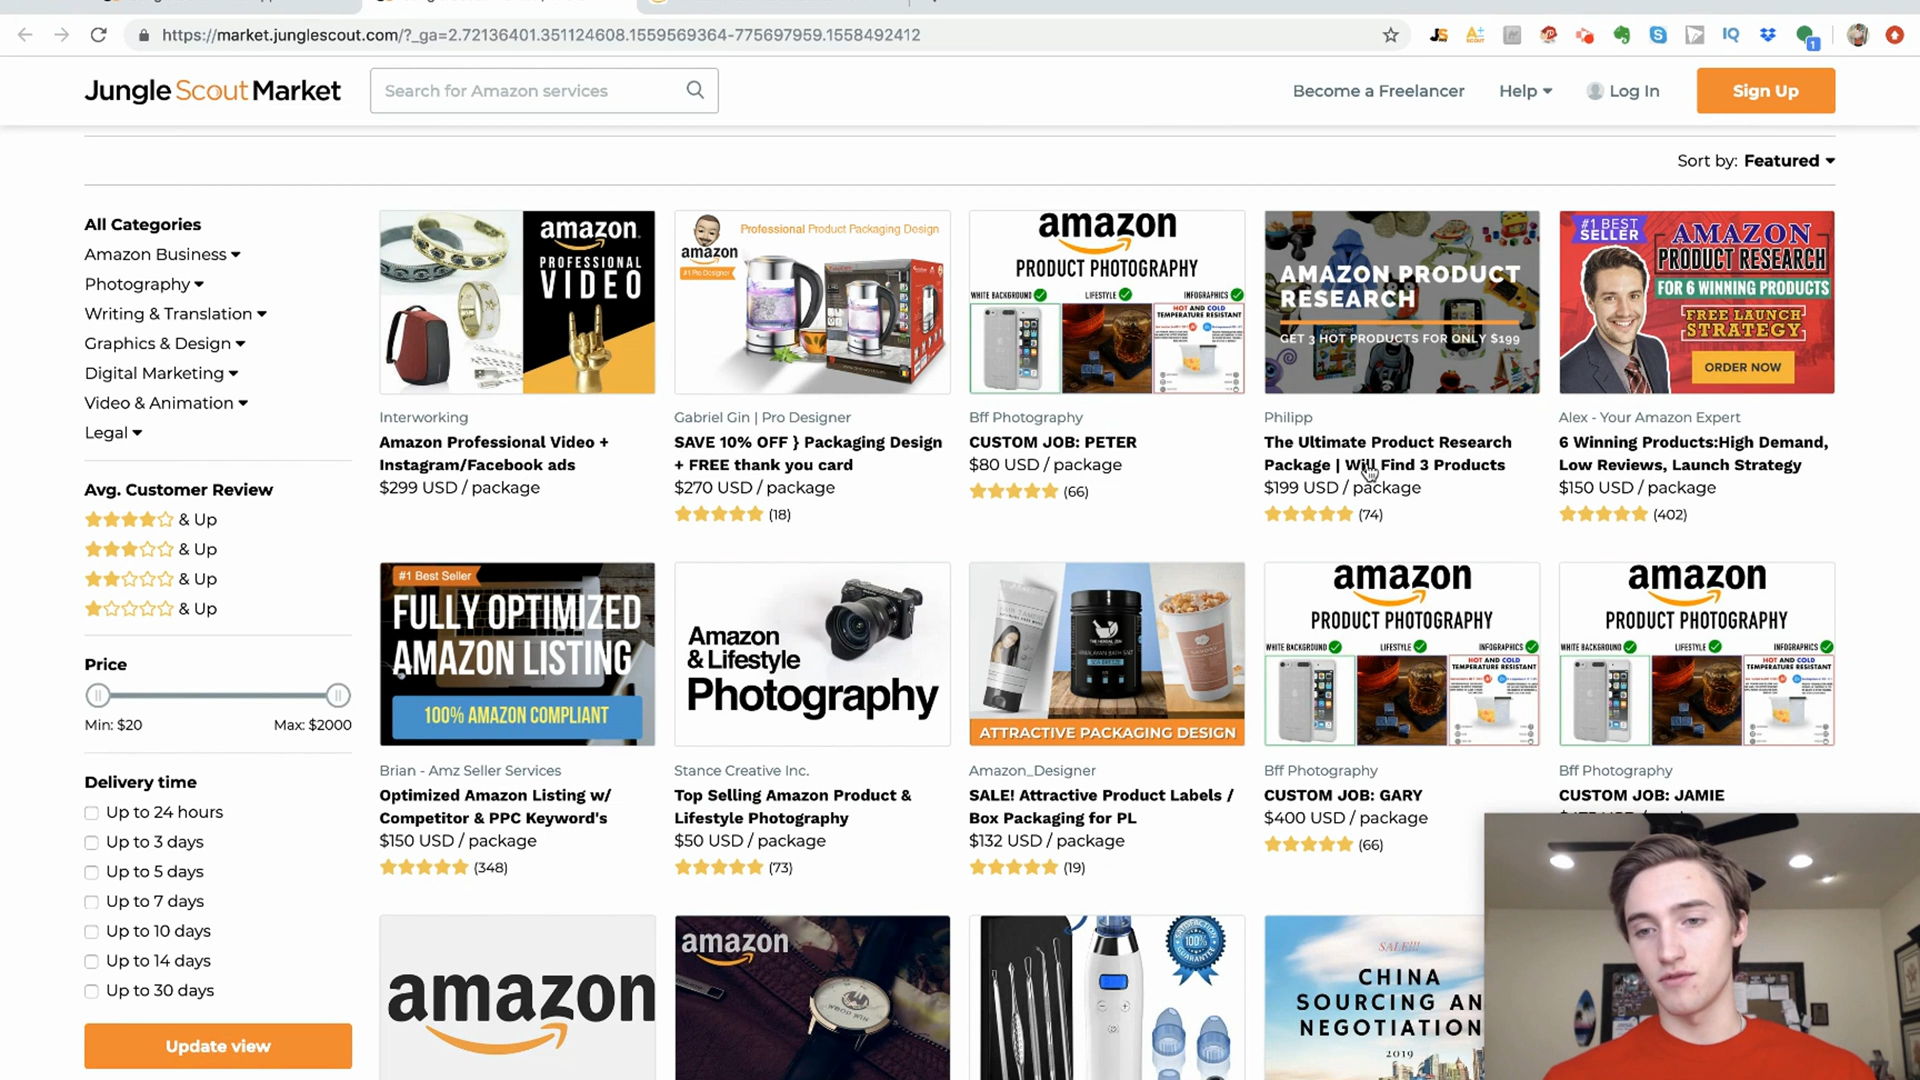 https://market.junglescout.com/?_ga=2.72136401.351124608.1559569364-775697959.1558492412
Jungle Scout Market
Search for Amazon services
Become a Freelancer
Help
Log In
Sign Up
Sort by: Featured
All Categories
Amazon Business
Photography
Writing & Translation
Graphics & Design
Digital Marketing
Video & Animation
Legal
Avg. Customer Review
& Up
& Up
& Up
& Up
Price
Min: $20
Max: $2000
Delivery time
Up to 24 hours
Up to 3 days
Up to 5 days
Up to 7 days
Up to 10 days
Up to 14 days
Up to 30 days
Update view
amazon
PROFESSIONAL
VIDEO
Interworking
Amazon Professional Video +
Instagram/Facebook ads
$299 USD / package
Professional Product Packaging Design
amazon
#1 Pro Designer
Gabriel Gin | Pro Designer
SAVE 10% OFF } Packaging Design
+ FREE thank you card
$270 USD / package
(18)
amazon
PRODUCT PHOTOGRAPHY
WHITE BACKGROUND
LIFESTYLE
INFOGRAPHICS
HOT AND COLD
TEMPERATURE RESISTANT
Bff Photography
CUSTOM JOB: PETER
$80 USD / package
(66)
AMAZON PRODUCT
RESEARCH
GET 3 HOT PRODUCTS FOR ONLY $199
Philipp
The Ultimate Product Research
Package | Will Find 3 Products
$199 USD / package
(74)
#1 BEST
SELLER
AMAZON
PRODUCT RESEARCH
FOR 6 WINNING PRODUCTS
FREE LAUNCH
STRATEGY
ORDER NOW
Alex - Your Amazon Expert
6 Winning Products:High Demand,
Low Reviews, Launch Strategy
$150 USD / package
(402)
#1 Best Seller
FULLY OPTIMIZED
AMAZON LISTING
100% AMAZON COMPLIANT
Brian - Amz Seller Services
Optimized Amazon Listing w/
Competitor & PPC Keyword's
$150 USD / package
(348)
Amazon
& Lifestyle
Photography
Stance Creative Inc.
Top Selling Amazon Product &
Lifestyle Photography
$50 USD / package
(73)
ATTRACTIVE PACKAGING DESIGN
Amazon_Designer
SALE! Attractive Product Labels /
Box Packaging for PL
$132 USD / package
(19)
amazon
PRODUCT PHOTOGRAPHY
WHITE BACKGROUND
LIFESTYLE
INFOGRAPHICS
HOT AND COLD
TEMPERATURE RESISTANT
Bff Photography
CUSTOM JOB: GARY
$400 USD / package
(66)
amazon
PRODUCT PHOTOGRAPHY
WHITE BACKGROUND
LIFESTYLE
INFOGRAPHICS
HOT AND COLD
TEMPERATURE RESISTANT
Bff Photography
CUSTOM JOB: JAMIE
amazon
amazon
100%
SALE!!!
CHINA
SOURCING AN
NEGOTIATION
2019